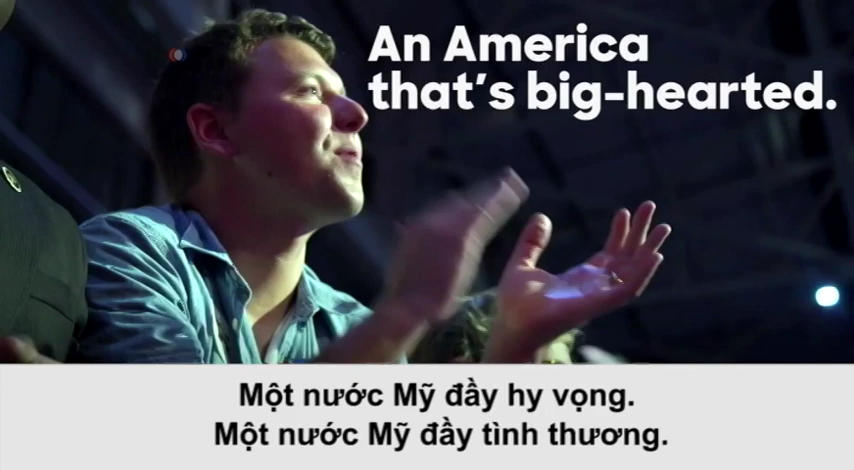 An America
that's big-hearted.
Một nước Mỹ đầy hy vọng.
Một nước Mỹ đầy tình thương.